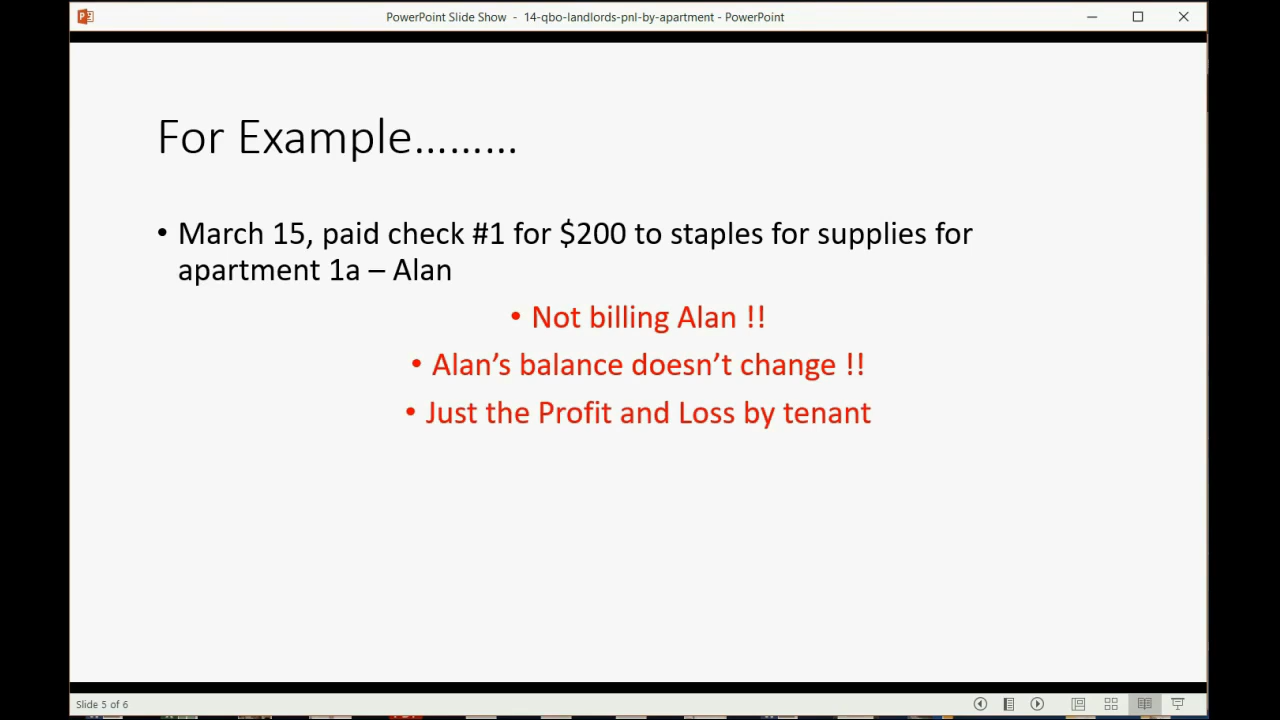 PowerPoint Slide Show - 14-qbo-landlords-pnl-by-apartment - PowerPoint
For Example.........
• March 15, paid check #1 for $200 to staples for supplies for
apartment 1a – Alan
• Not billing Alan !!
• Alan’s balance doesn’t change !!
• Just the Profit and Loss by tenant
Slide 5 of 6